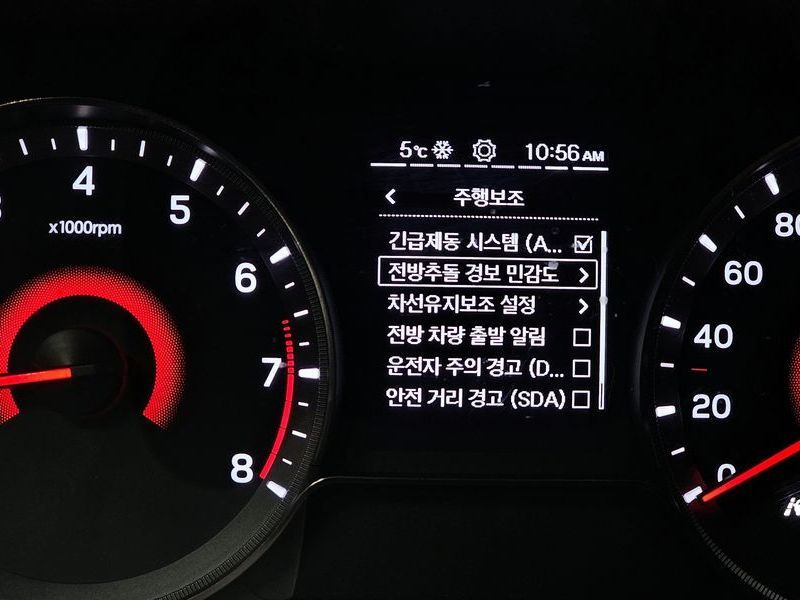 5℃ 10:56 AM
< 주행보조
긴급제동 시스템 (A...
전방추돌 경보 민감도 >
차선유지보조 설정 >
전방 차량 출발 알림
운전자 주의 경고 (D...
안전 거리 경고 (SDA)
4
5
6
7
8
x1000rpm
80
60
40
20
0